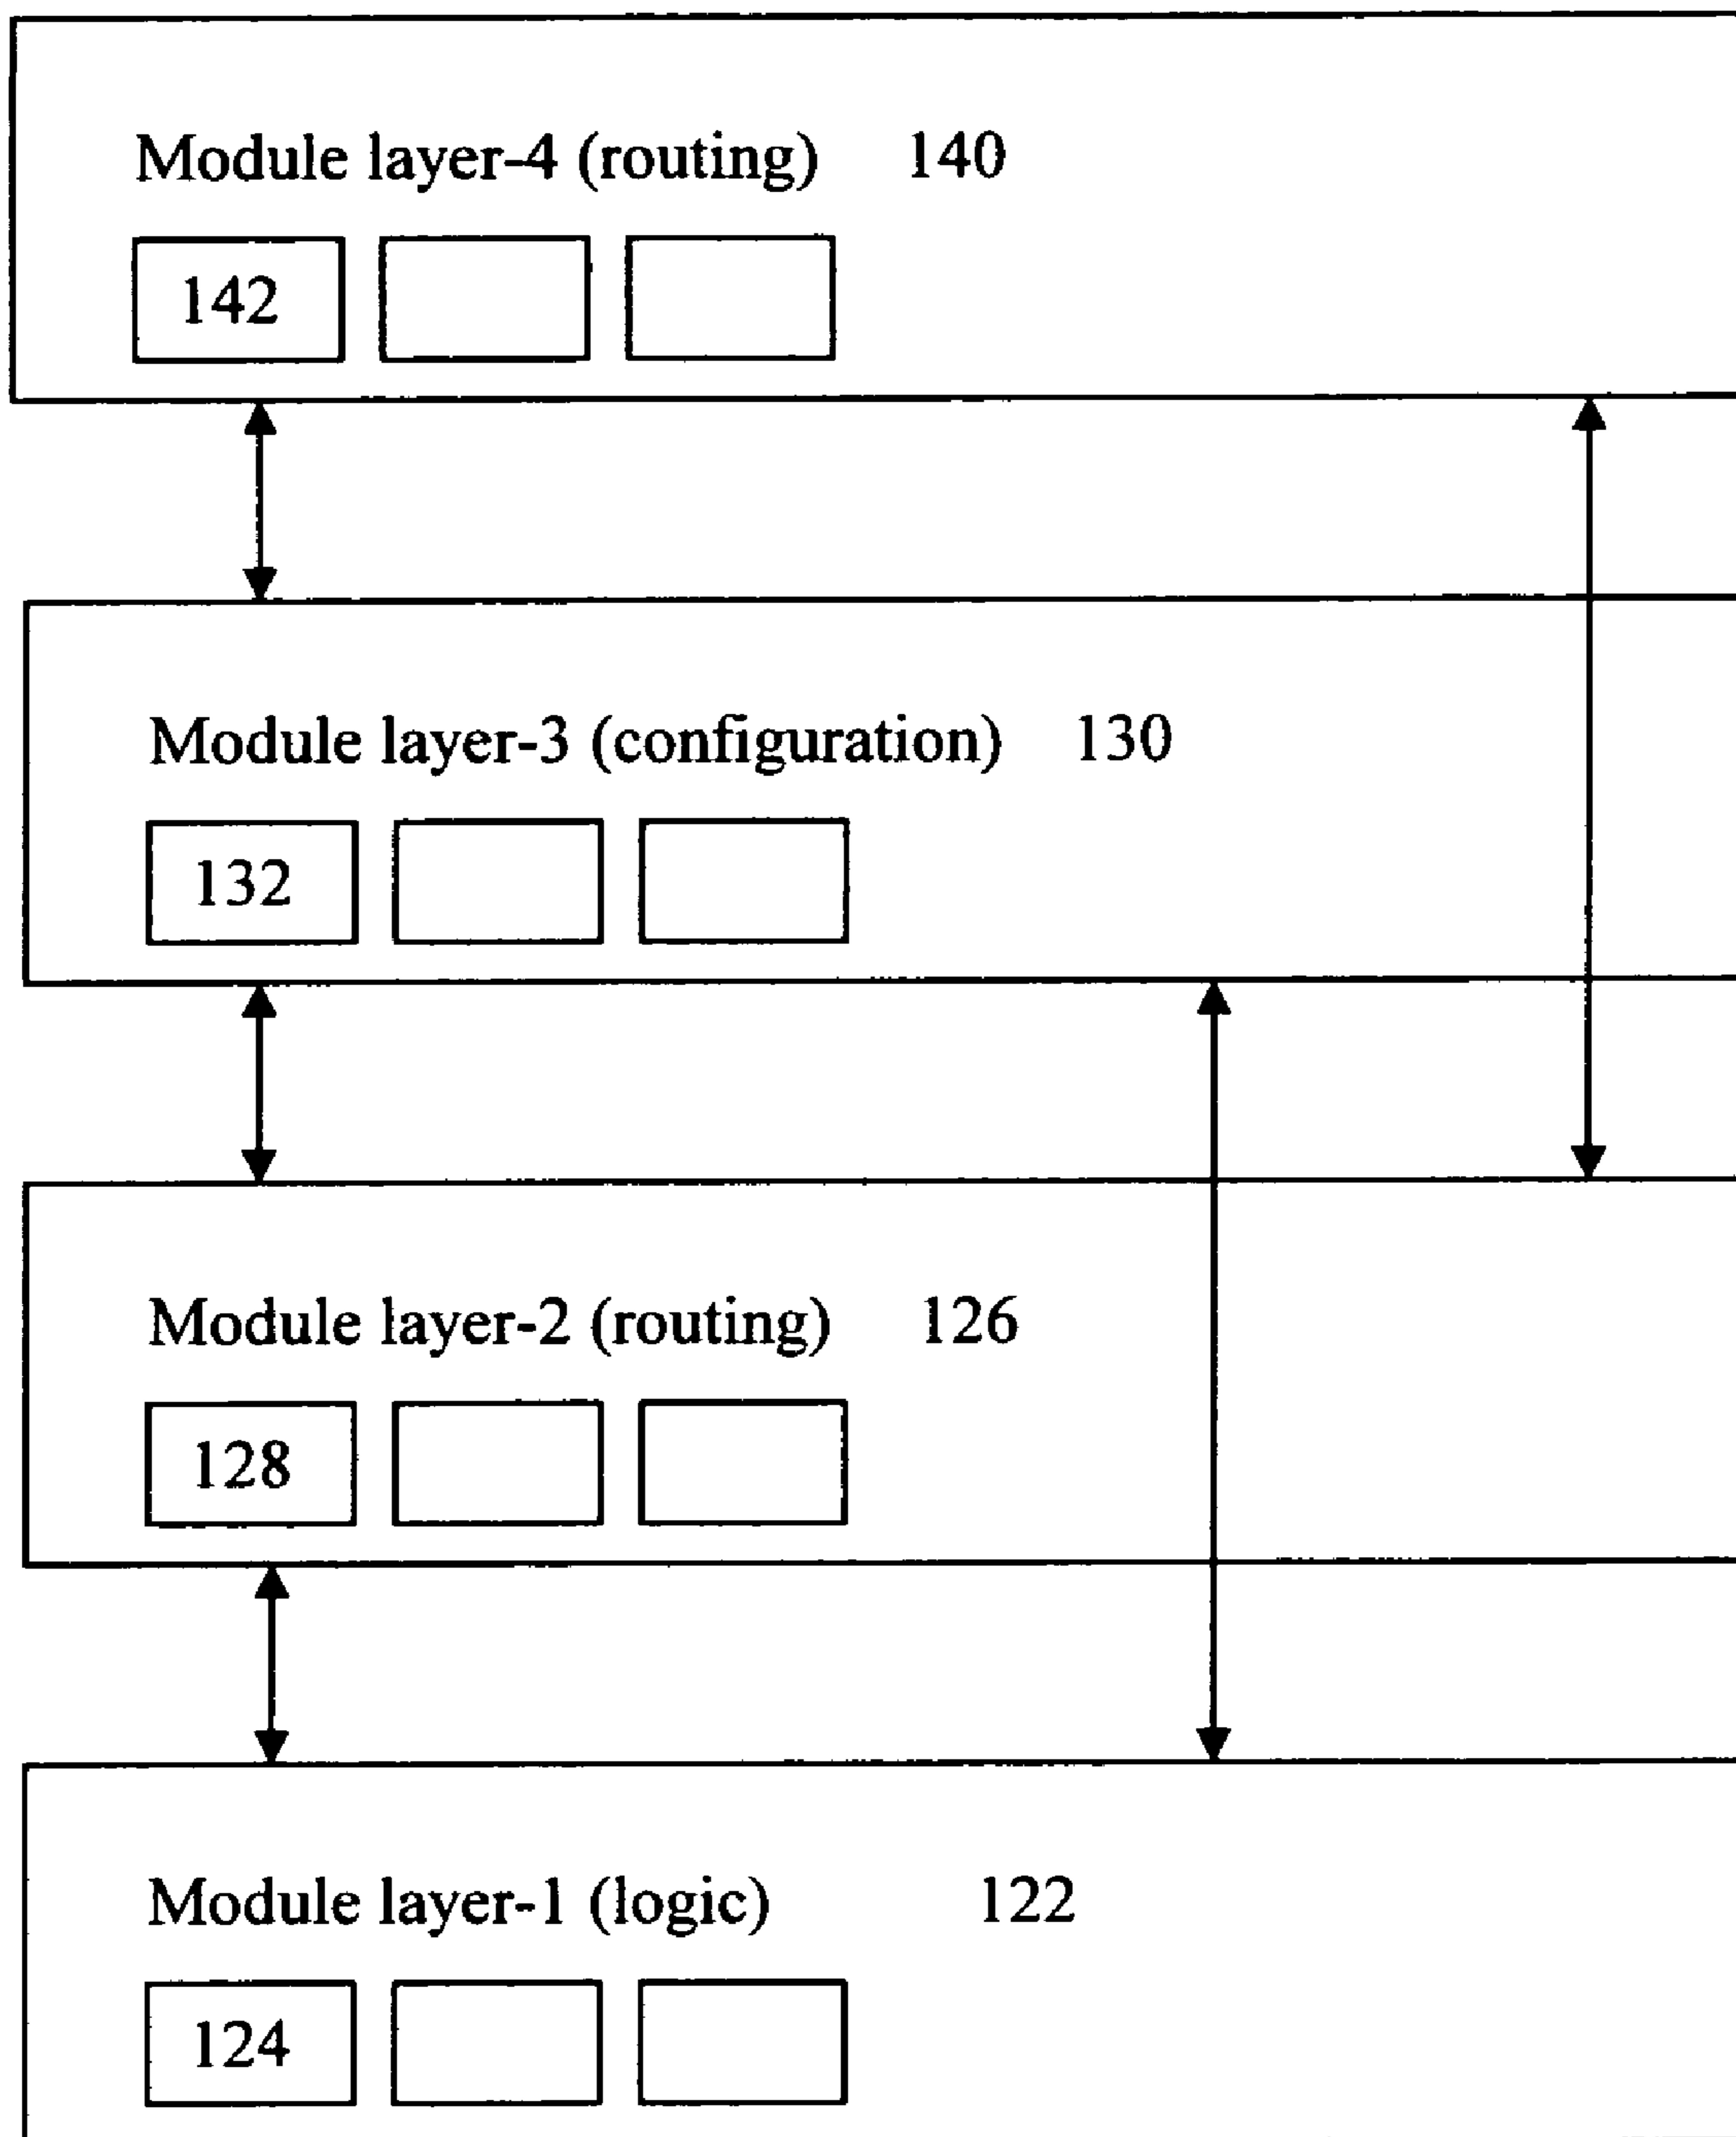 Module layer-4 (routing) 140
142
Module layer-3 (configuration) 130
132
Module layer-2 (routing) 126
128
Module layer-1 (logic) 122
124